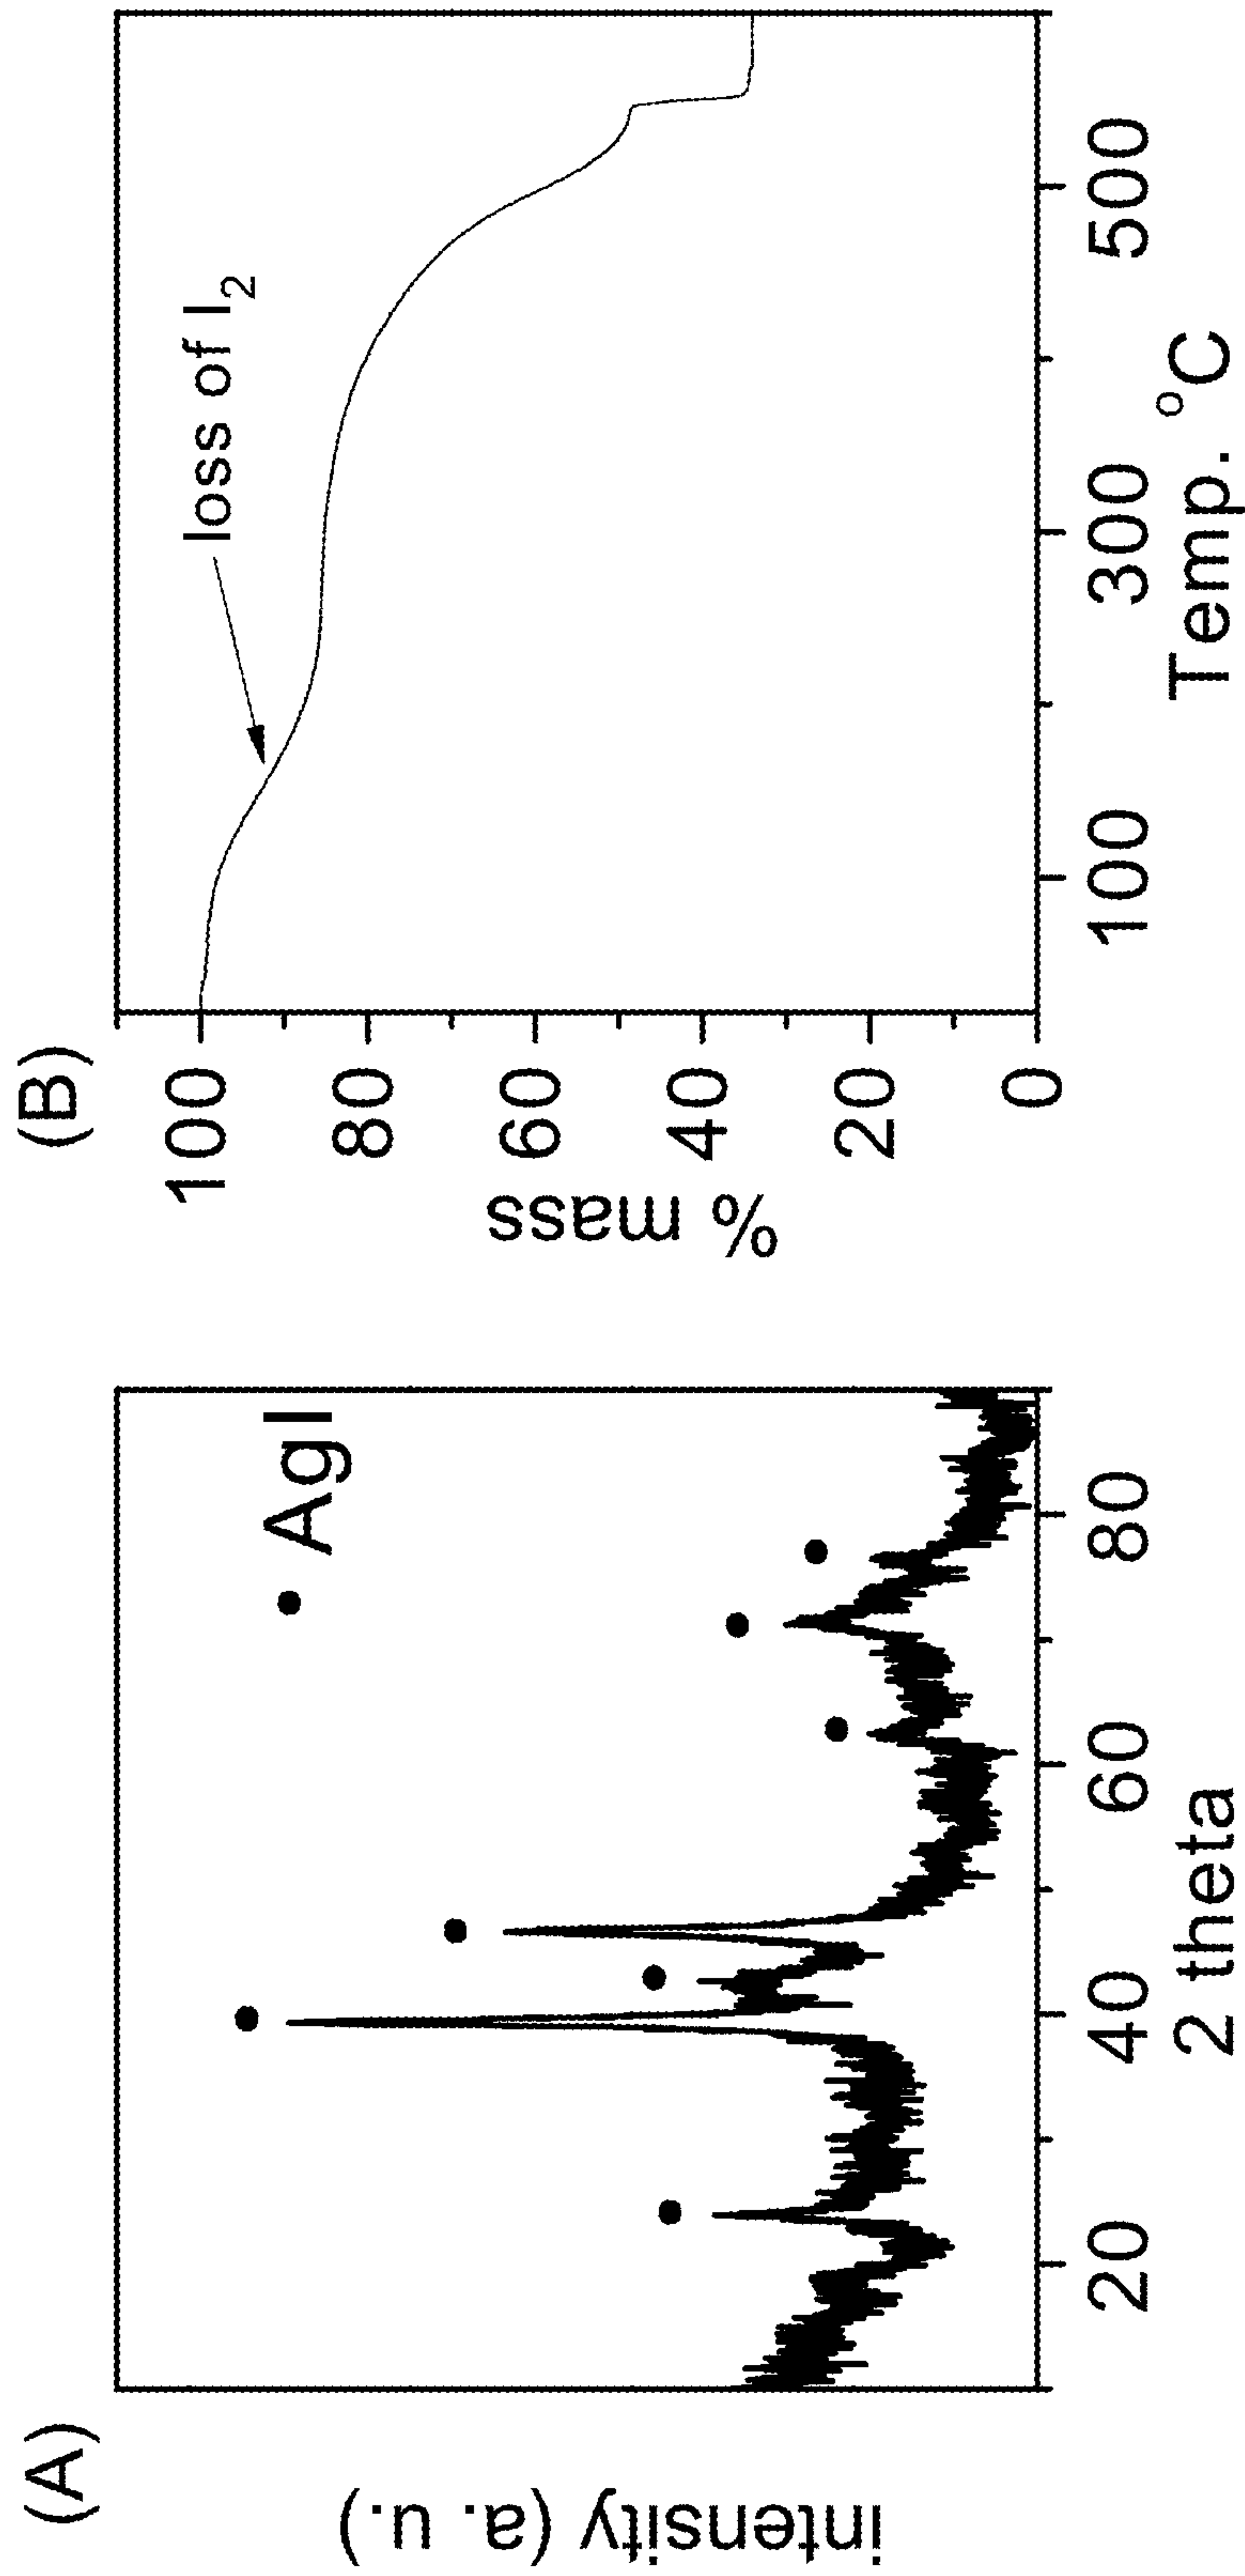 (A)
intensity (a. u.)
AgI
20 40 60 80
2 theta
(B)
% mass
100
80
60
40
20
0
loss of I₂
100 300 500
Temp. °C